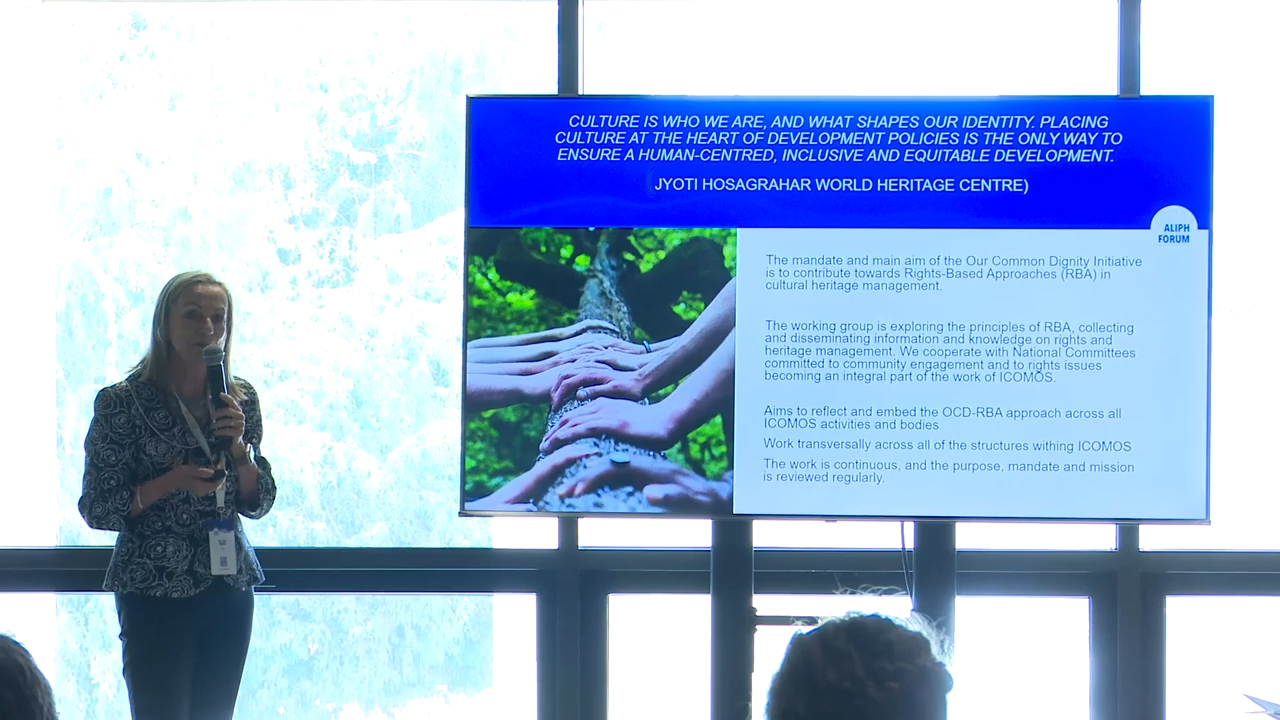 CULTURE IS WHO WE ARE, AND WHAT SHAPES OUR IDENTITY. PLACING
CULTURE AT THE HEART OF DEVELOPMENT POLICIES IS THE ONLY WAY TO
ENSURE A HUMAN-CENTRED, INCLUSIVE AND EQUITABLE DEVELOPMENT.
(JYOTI HOSAGRAHAR WORLD HERITAGE CENTRE)
ALIPH
FORUM
The mandate and main aim of the Our Common Dignity Initiative
is to contribute towards Rights-Based Approaches (RBA) in
cultural heritage management.
The working group is exploring the principles of RBA, collecting
and disseminating information and knowledge on rights and
heritage management. We cooperate with National Committees
committed to community engagement and to rights issues
becoming an integral part of the work of ICOMOS.
Aims to reflect and embed the OCD-RBA approach across all
ICOMOS activities and bodies
Work transversally across all of the structures withing ICOMOS
The work is continuous, and the purpose, mandate and mission
is reviewed regularly.